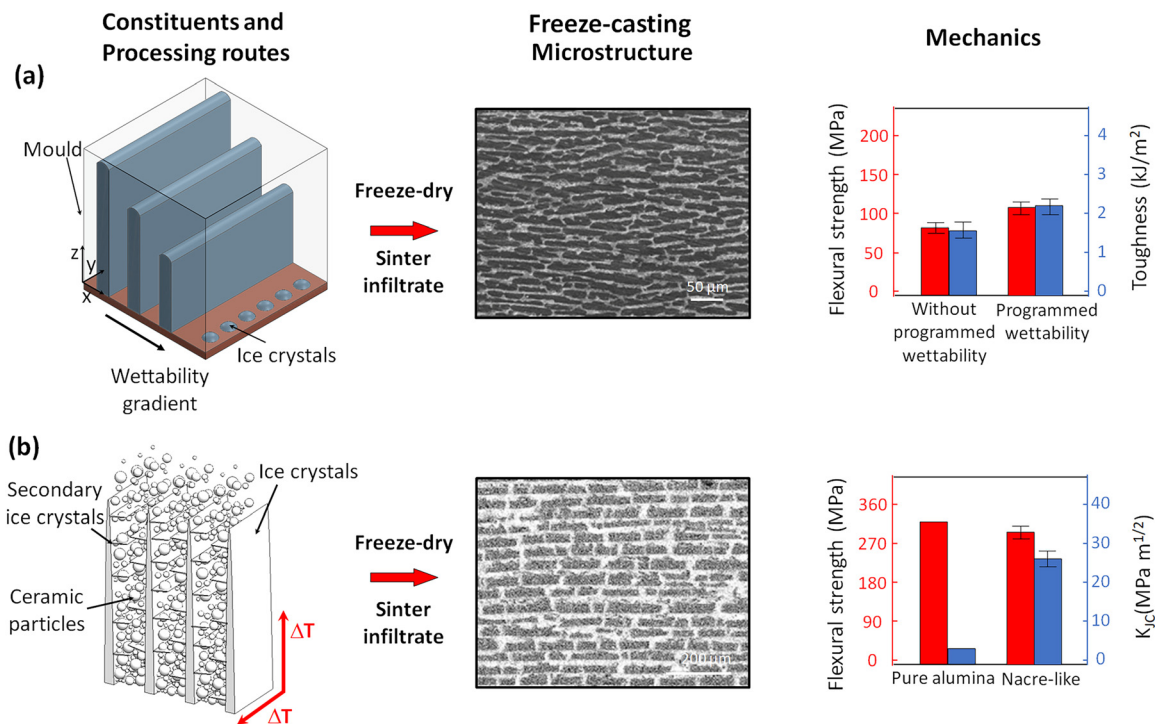 Constituents and
Processing routes
Freeze-casting
Microstructure
Mechanics
(a)
Mould
z
y
x
Wettability
gradient
Ice crystals
Freeze-dry
Sinter
infiltrate
50 μm
Flexural strength (MPa)
200
150
100
50
0
4
3
2
1
0
Toughness (kJ/m²)
Without
programmed
wettability
Programmed
wettability
(b)
Secondary
ice crystals
Ice crystals
Ceramic
particles
ΔT
ΔT
Freeze-dry
Sinter
infiltrate
200 μm
Flexural strength (MPa)
360
270
180
90
0
40
30
20
10
0
K_JC(MPa m^1/2)
Pure alumina
Nacre-like